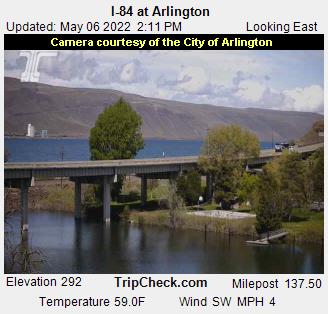 I-84 at Arlington
Updated: May 06 2022 2:11 PM Looking East
Camera courtesy of the City of Arlington
Elevation 292 TripCheck.com Milepost 137.50
Temperature 59.0F Wind SW MPH 4